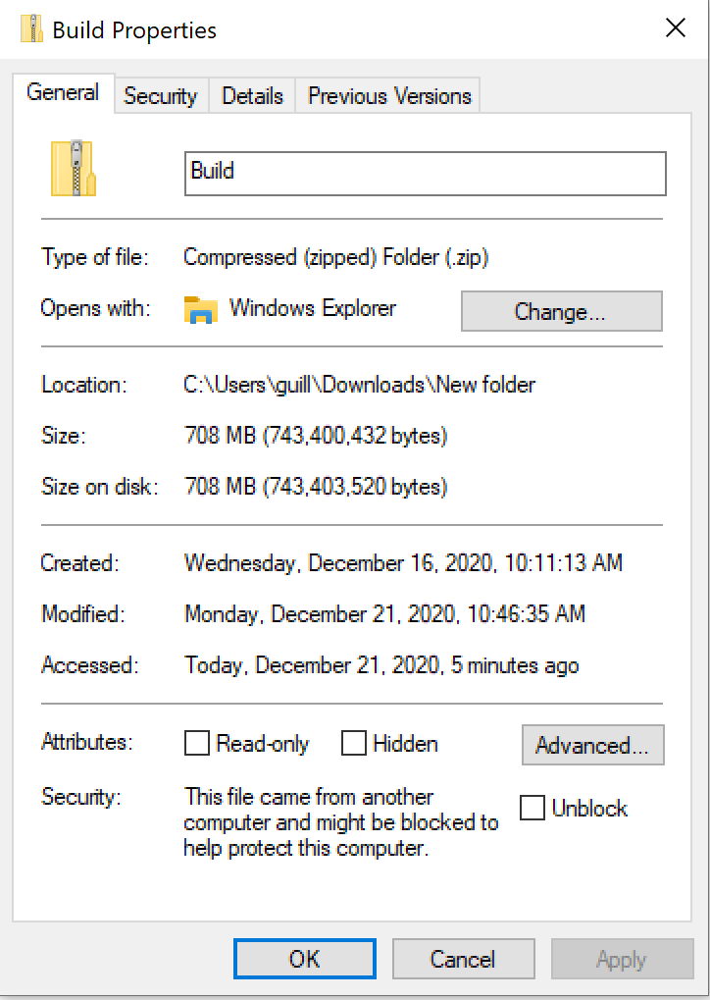 Build Properties
General Security Details Previous Versions
Build
Type of file: Compressed (zipped) Folder (.zip)
Opens with: Windows Explorer Change...
Location: C:\Users\guill\Downloads\New folder
Size: 708 MB (743,400,432 bytes)
Size on disk: 708 MB (743,403,520 bytes)
Created: Wednesday, December 16, 2020, 10:11:13 AM
Modified: Monday, December 21, 2020, 10:46:35 AM
Accessed: Today, December 21, 2020, 5 minutes ago
Attributes: Read-only Hidden Advanced...
Security: This file came from another
computer and might be blocked to
help protect this computer.
Unblock
OK Cancel Apply